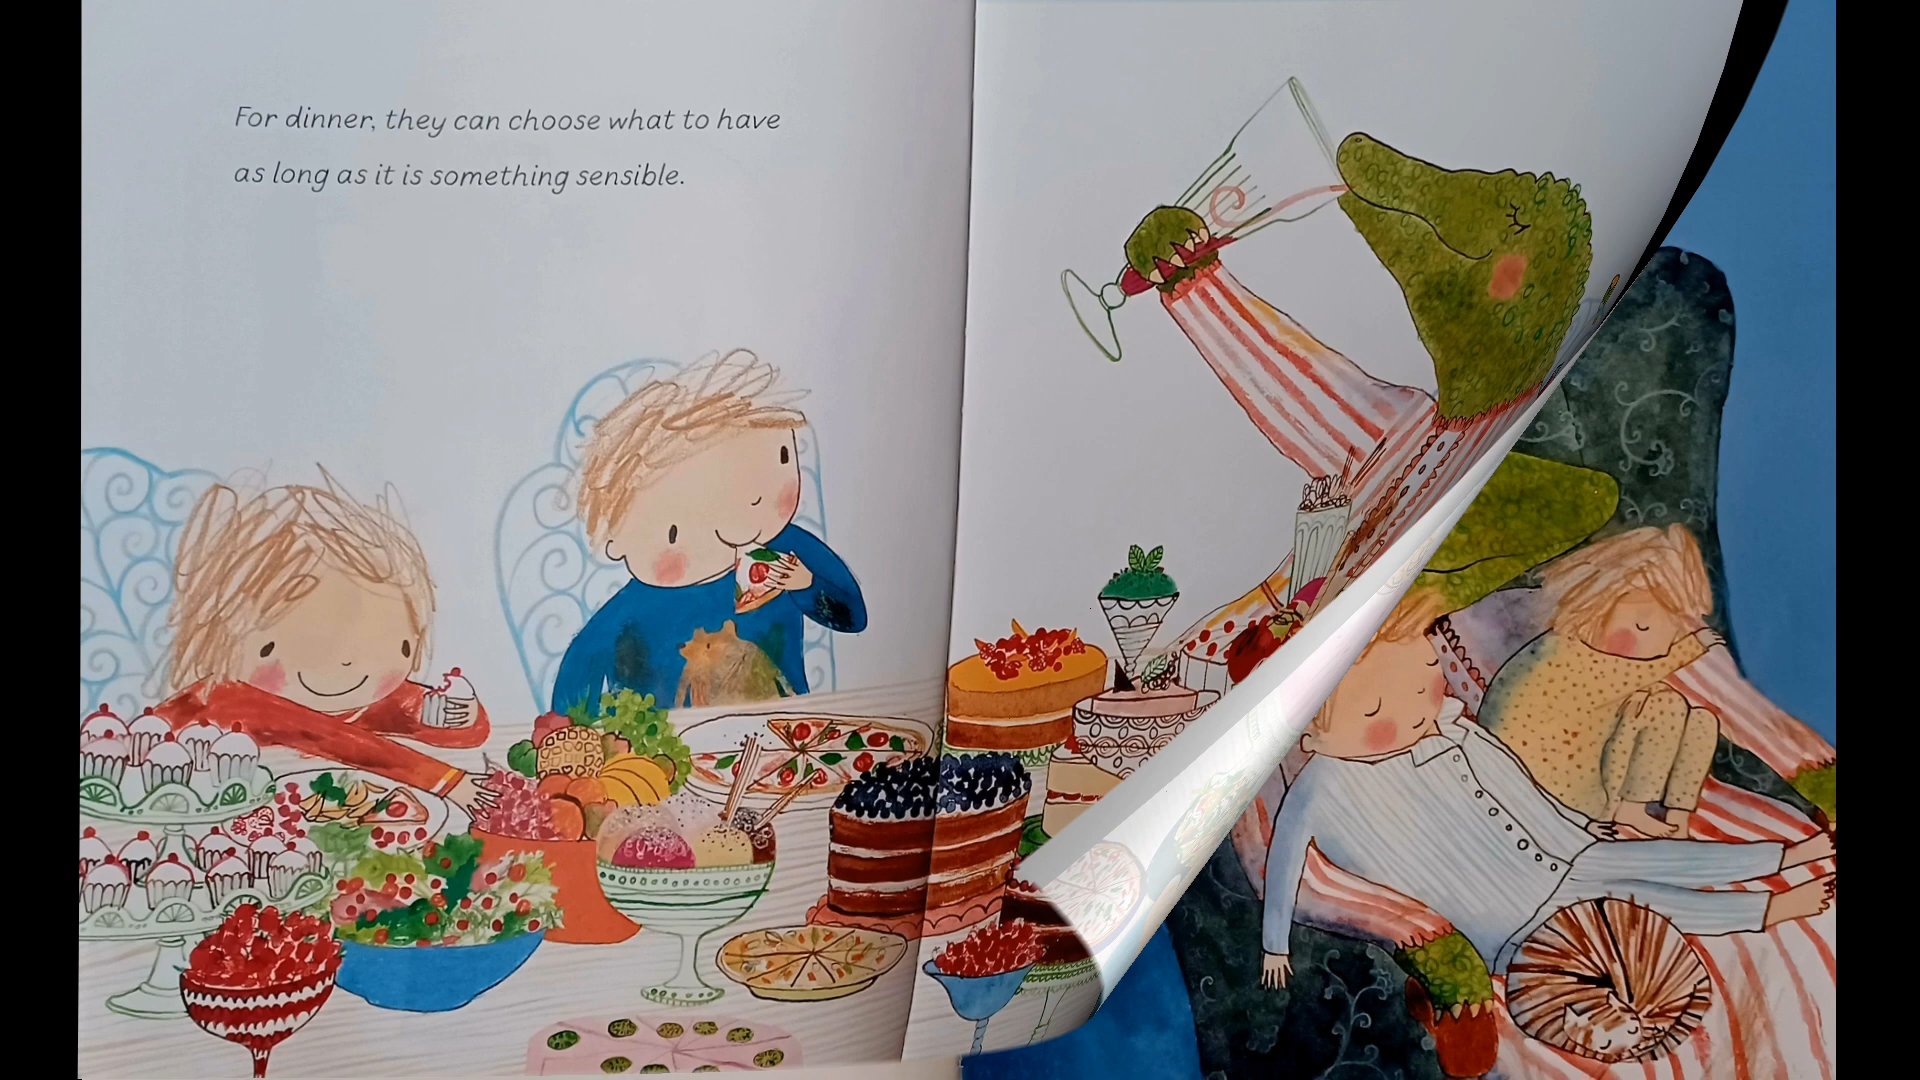 For dinner, they can choose what to have
as long as it is something sensible.